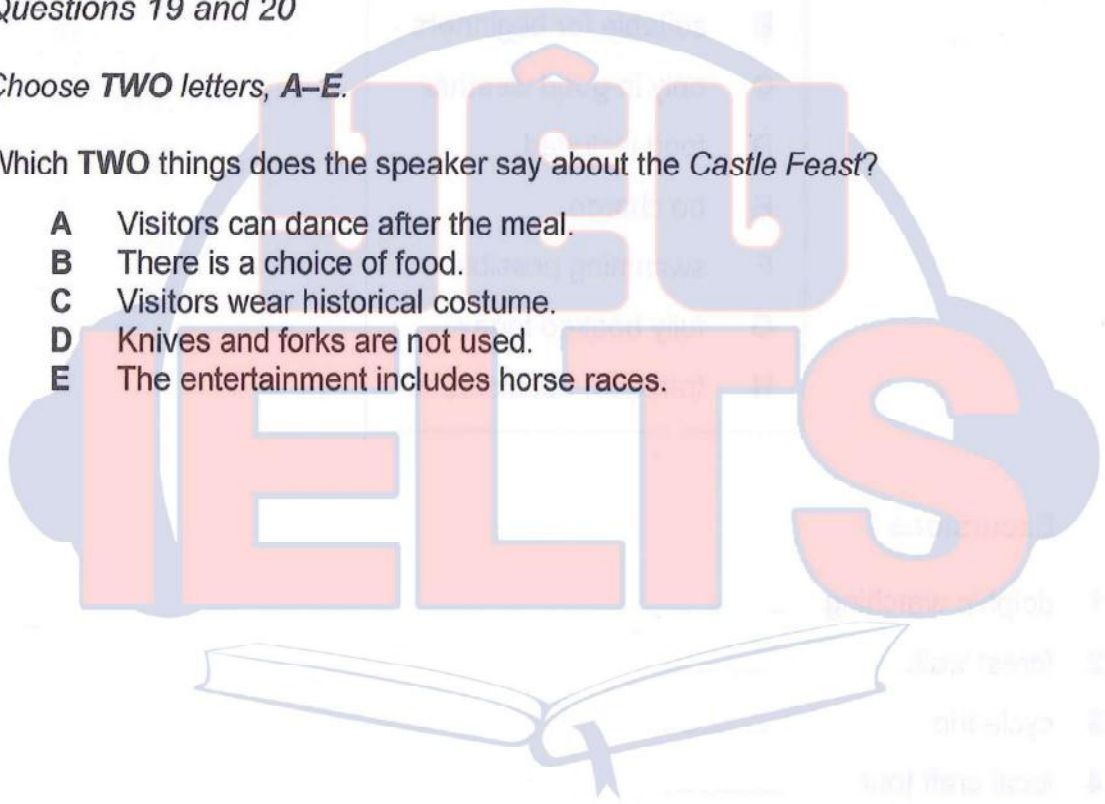 Questions 19 and 20
Choose TWO letters, A–E.
Which TWO things does the speaker say about the Castle Feast?
A Visitors can dance after the meal.
B There is a choice of food.
C Visitors wear historical costume.
D Knives and forks are not used.
E The entertainment includes horse races.
YÊU
IELTS